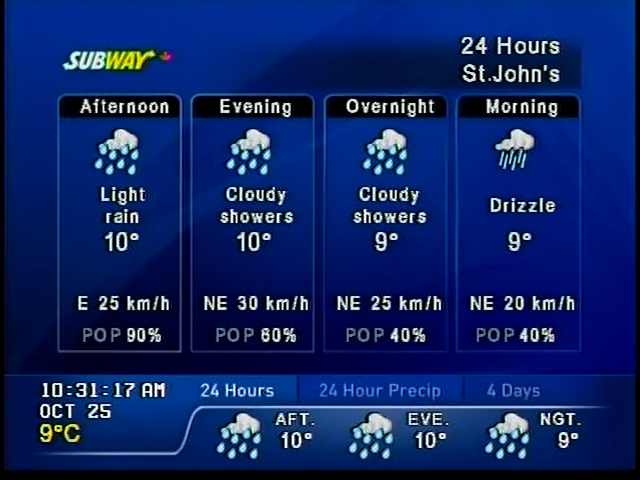 SUBWAY
24 Hours
St.John's
Afternoon
Light
rain
10°
E 25 km/h
POP 90%
Evening
Cloudy
showers
10°
NE 30 km/h
POP 60%
Overnight
Cloudy
showers
9°
NE 25 km/h
POP 40%
Morning
Drizzle
9°
NE 20 km/h
POP 40%
10:31:17 AM
OCT 25
9°C
24 Hours
24 Hour Precip
4 Days
AFT.
10°
EVE.
10°
NGT.
9°